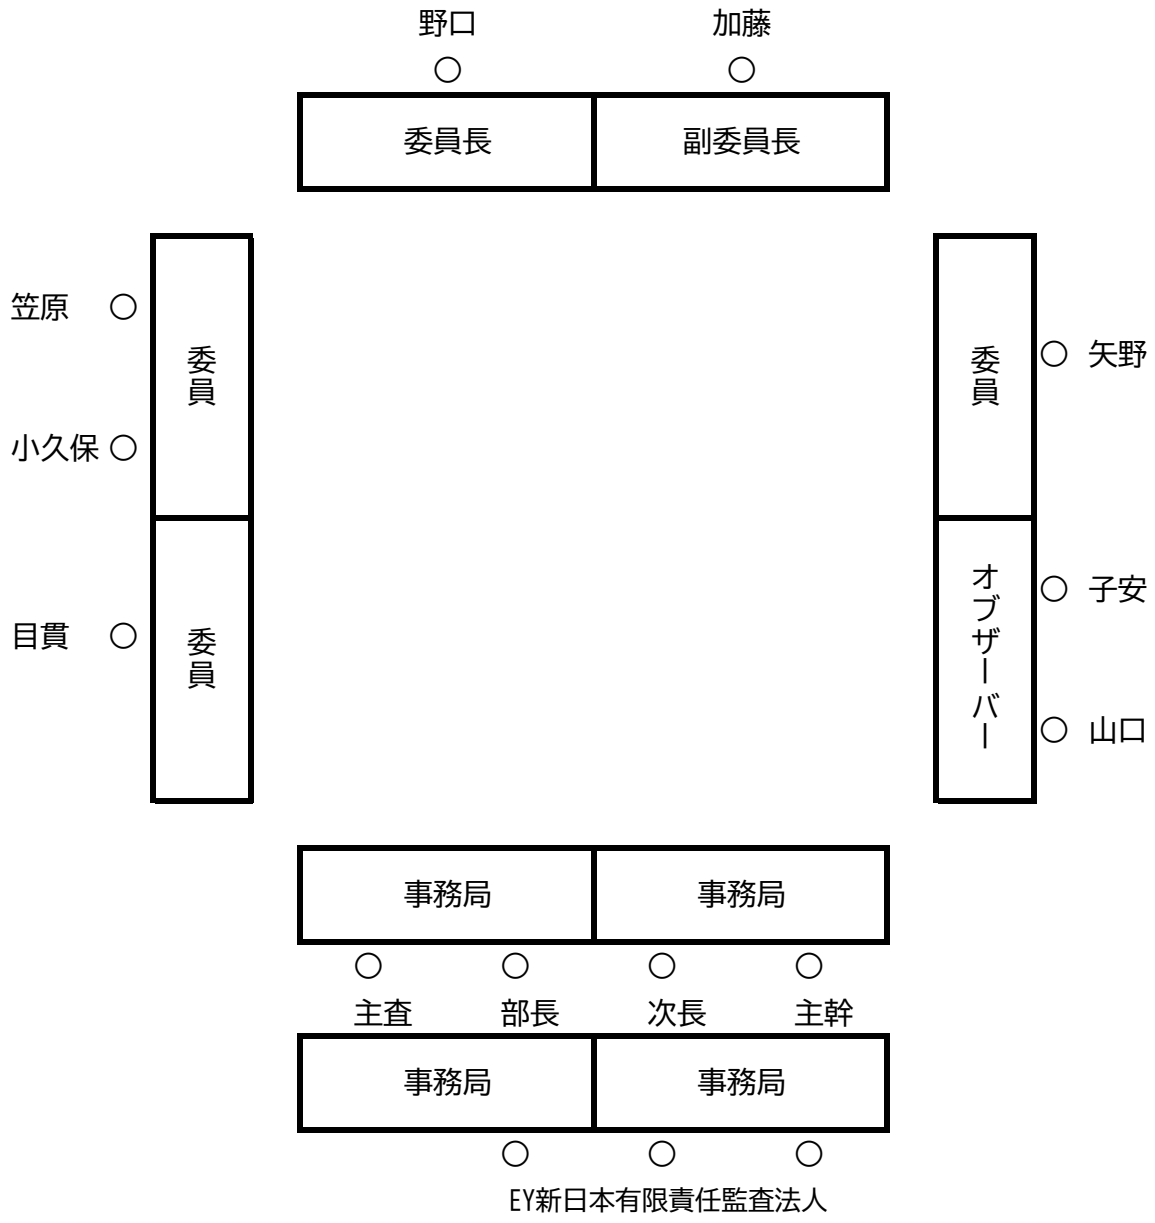 野口 加藤
○ ○
委員長 副委員長
笠原 ○
小久保 ○
委員
目貫 ○
委員
委員
○ 矢野
オブザーバー
○ 子安
○ 山口
事務局 事務局
○ ○ ○ ○
主査 部長 次長 主幹
事務局 事務局
○ ○ ○
EY新日本有限責任監査法人